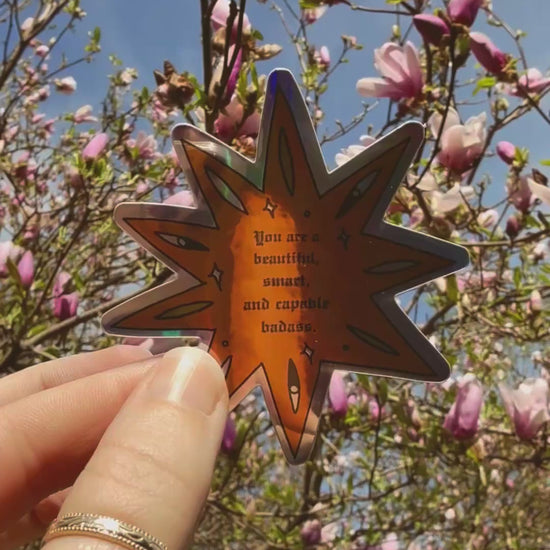 You are a
beautiful,
smart,
and capable
badass.